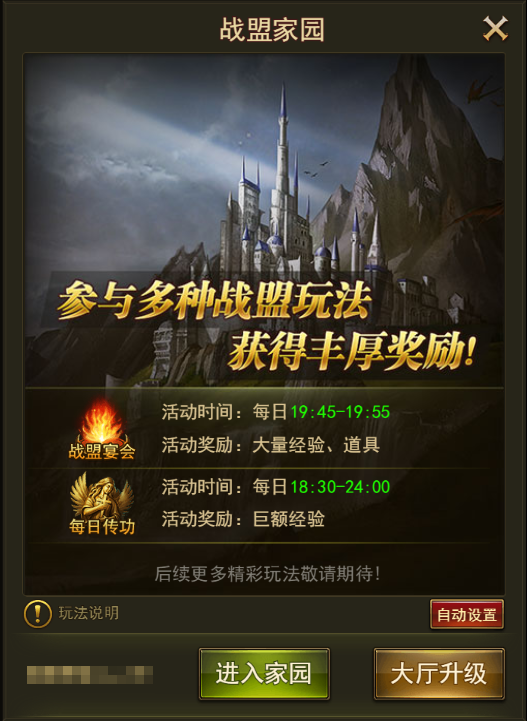 战盟家园
参与多种战盟玩法
获得丰厚奖励!
战盟宴会
活动时间：每日19:45-19:55
活动奖励：大量经验、道具
每日传功
活动时间：每日18:30-24:00
活动奖励：巨额经验
后续更多精彩玩法敬请期待!
玩法说明
自动设置
进入家园
大厅升级